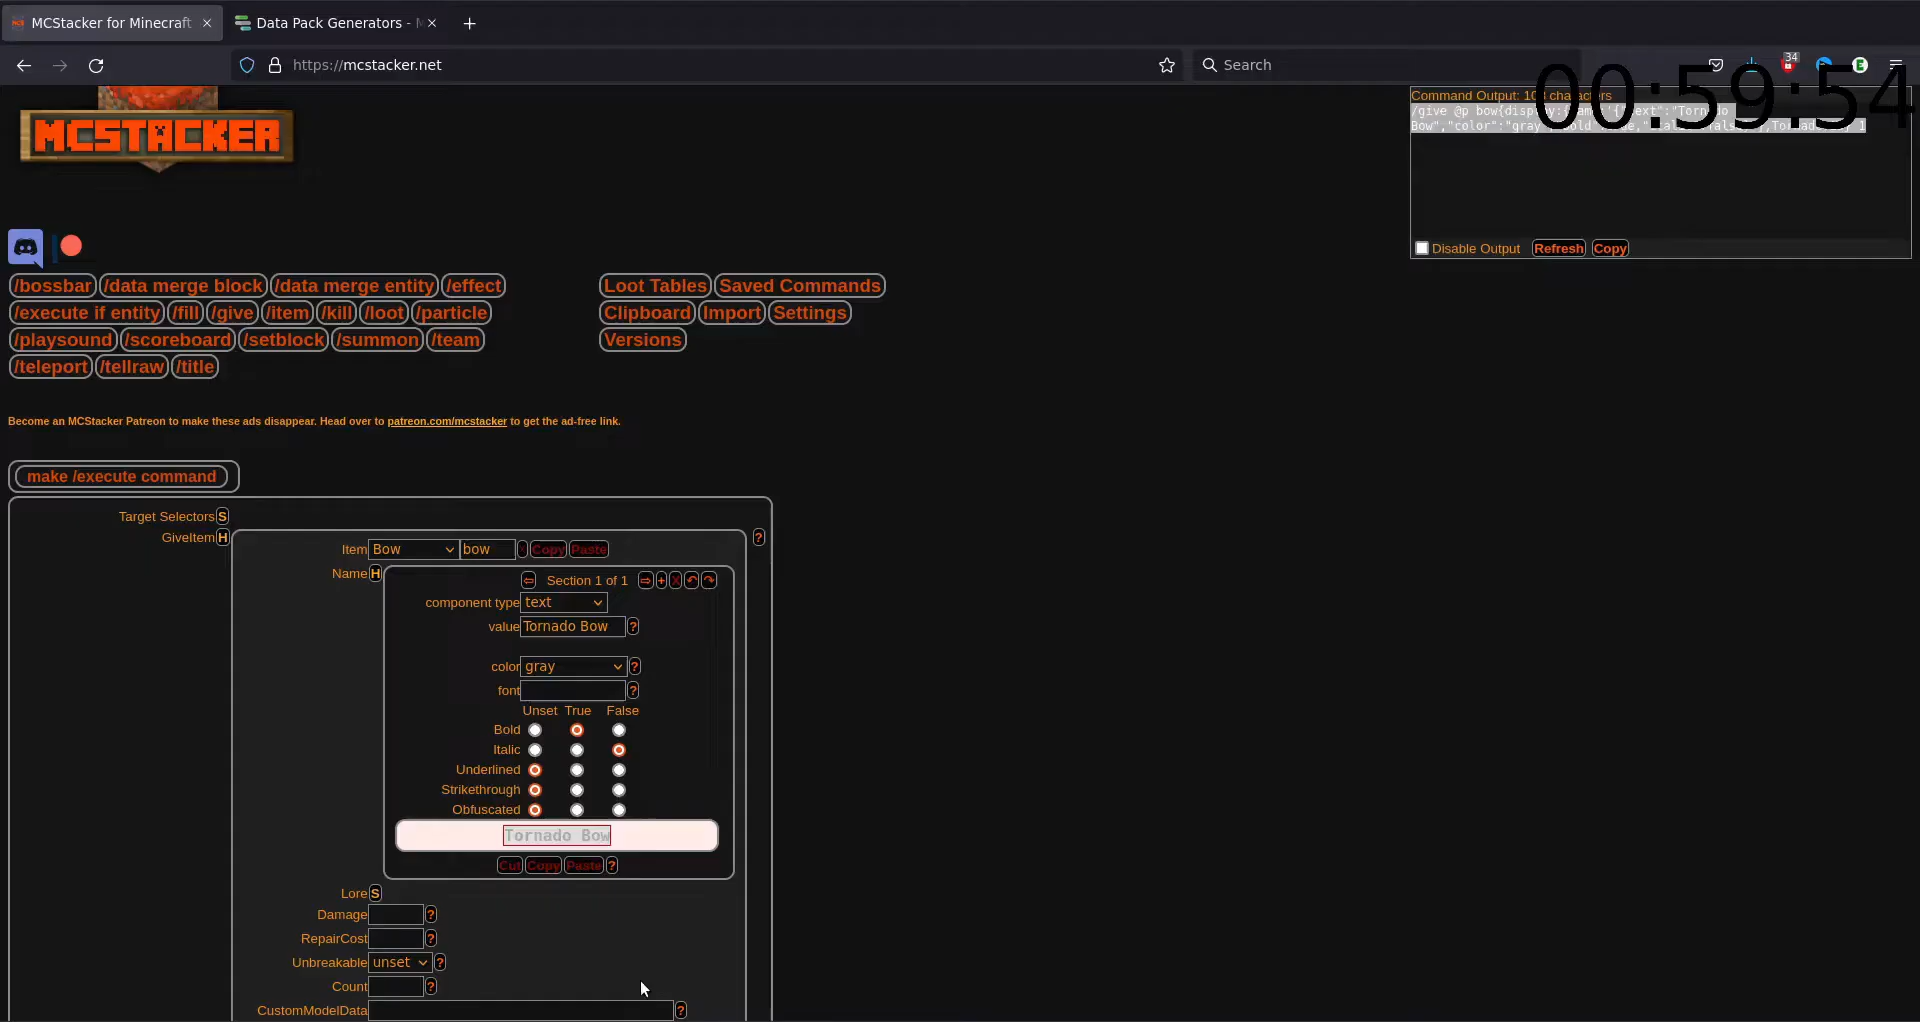 MCStacker for Minecraft
Data Pack Generators -
https://mcstacker.net
Search
34
00:59:54
MCSTACKER
Command Output: 10 characters
/give @p bow{display:{
Bow","color":"gray
1
Disable Output Refresh Copy
/bossbar /data merge block /data merge entity /effect
/execute if entity /fill /give /item /kill /loot /particle
/playsound /scoreboard /setblock /summon /team
/teleport /tellraw /title
Loot Tables Saved Commands
Clipboard Import Settings
Versions
Become an MCStacker Patreon to make these ads disappear. Head over to patreon.com/mcstacker to get the ad-free link.
make /execute command
Target Selectors S
GiveItem H
?
Item Bow bow \ Copy Paste
Name H
Section 1 of 1 + X
component type text
value Tornado Bow ?
color gray ?
font ?
Unset True False
Bold
Italic
Underlined
Strikethrough
Obfuscated
Tornado Bow
Cut Copy Paste ?
Lore S
Damage ?
RepairCost ?
Unbreakable unset ?
Count ?
CustomModelData ?